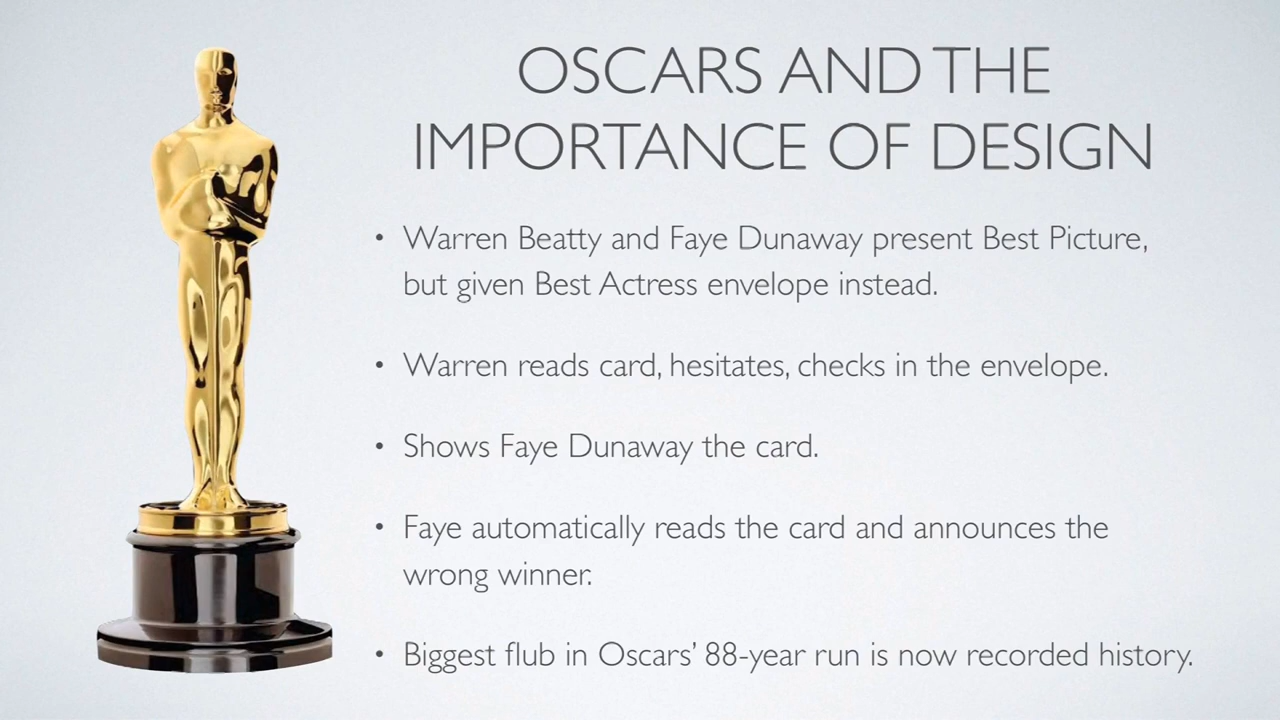 OSCARS AND THE
IMPORTANCE OF DESIGN
• Warren Beatty and Faye Dunaway present Best Picture,
but given Best Actress envelope instead.
• Warren reads card, hesitates, checks in the envelope.
• Shows Faye Dunaway the card.
• Faye automatically reads the card and announces the
wrong winner.
• Biggest flub in Oscars’ 88-year run is now recorded history.